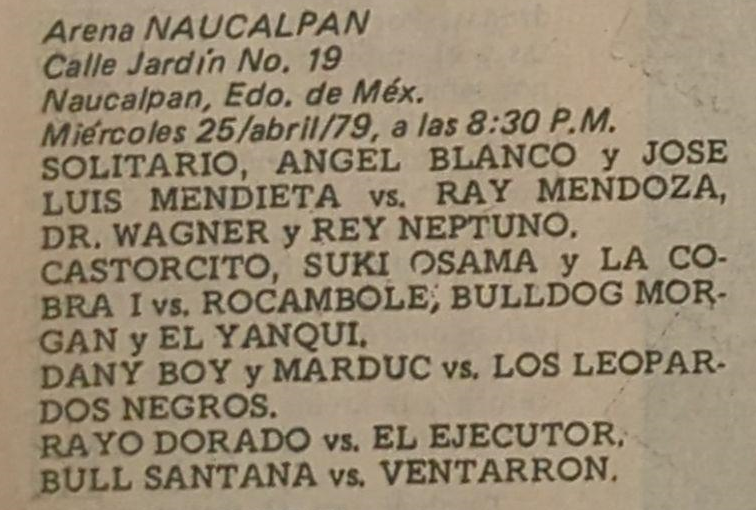 Arena NAUCALPAN
Calle Jardín No. 19
Naucalpan, Edo. de Méx.
Miércoles 25/abril/79, a las 8:30 P.M.
SOLITARIO, ANGEL BLANCO y JOSE
LUIS MENDIETA vs. RAY MENDOZA,
DR. WAGNER y REY NEPTUNO.
CASTORCITO, SUKI OSAMA y LA CO-
BRA I vs. ROCAMBOLE, BULLDOG MOR-
GAN y EL YANQUI.
DANY BOY y MARDUC vs. LOS LEOPAR-
DOS NEGROS.
RAYO DORADO vs. EL EJECUTOR.
BULL SANTANA vs. VENTARRON.